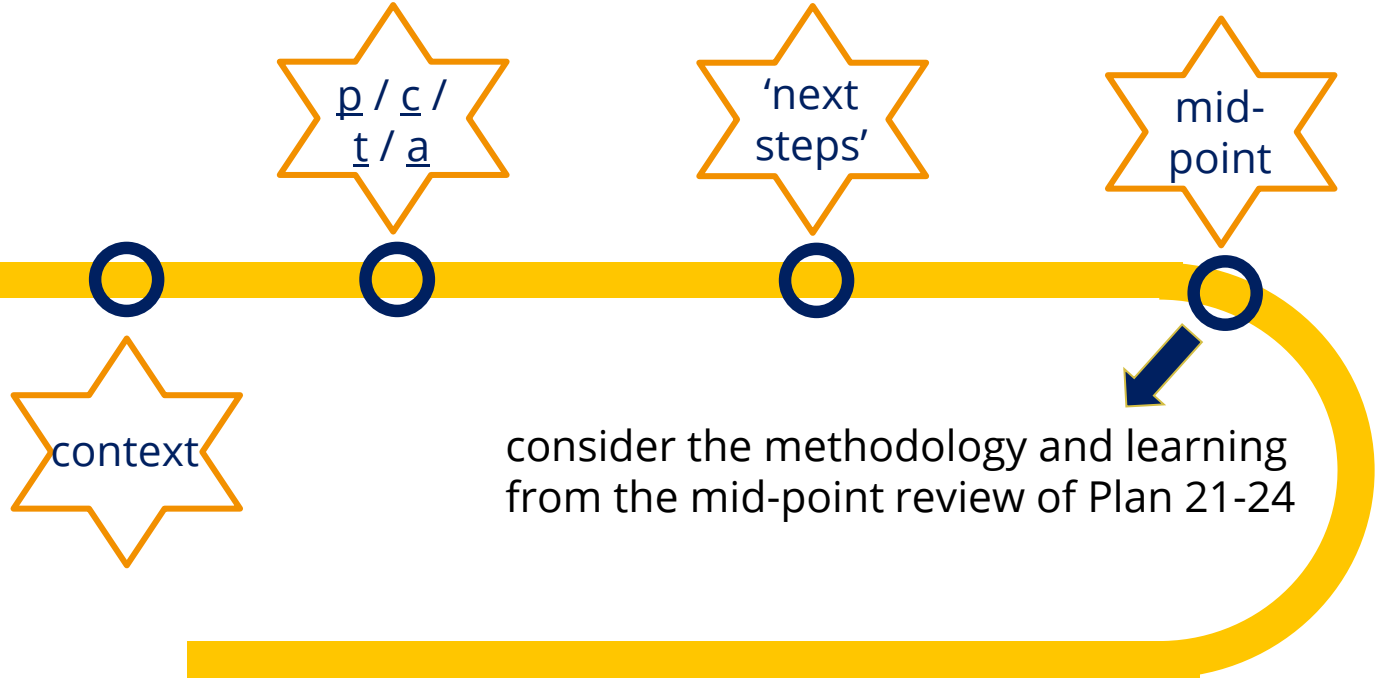 p / c /
t / a
‘next
steps’
mid-
point
context
consider the methodology and learning
from the mid-point review of Plan 21-24